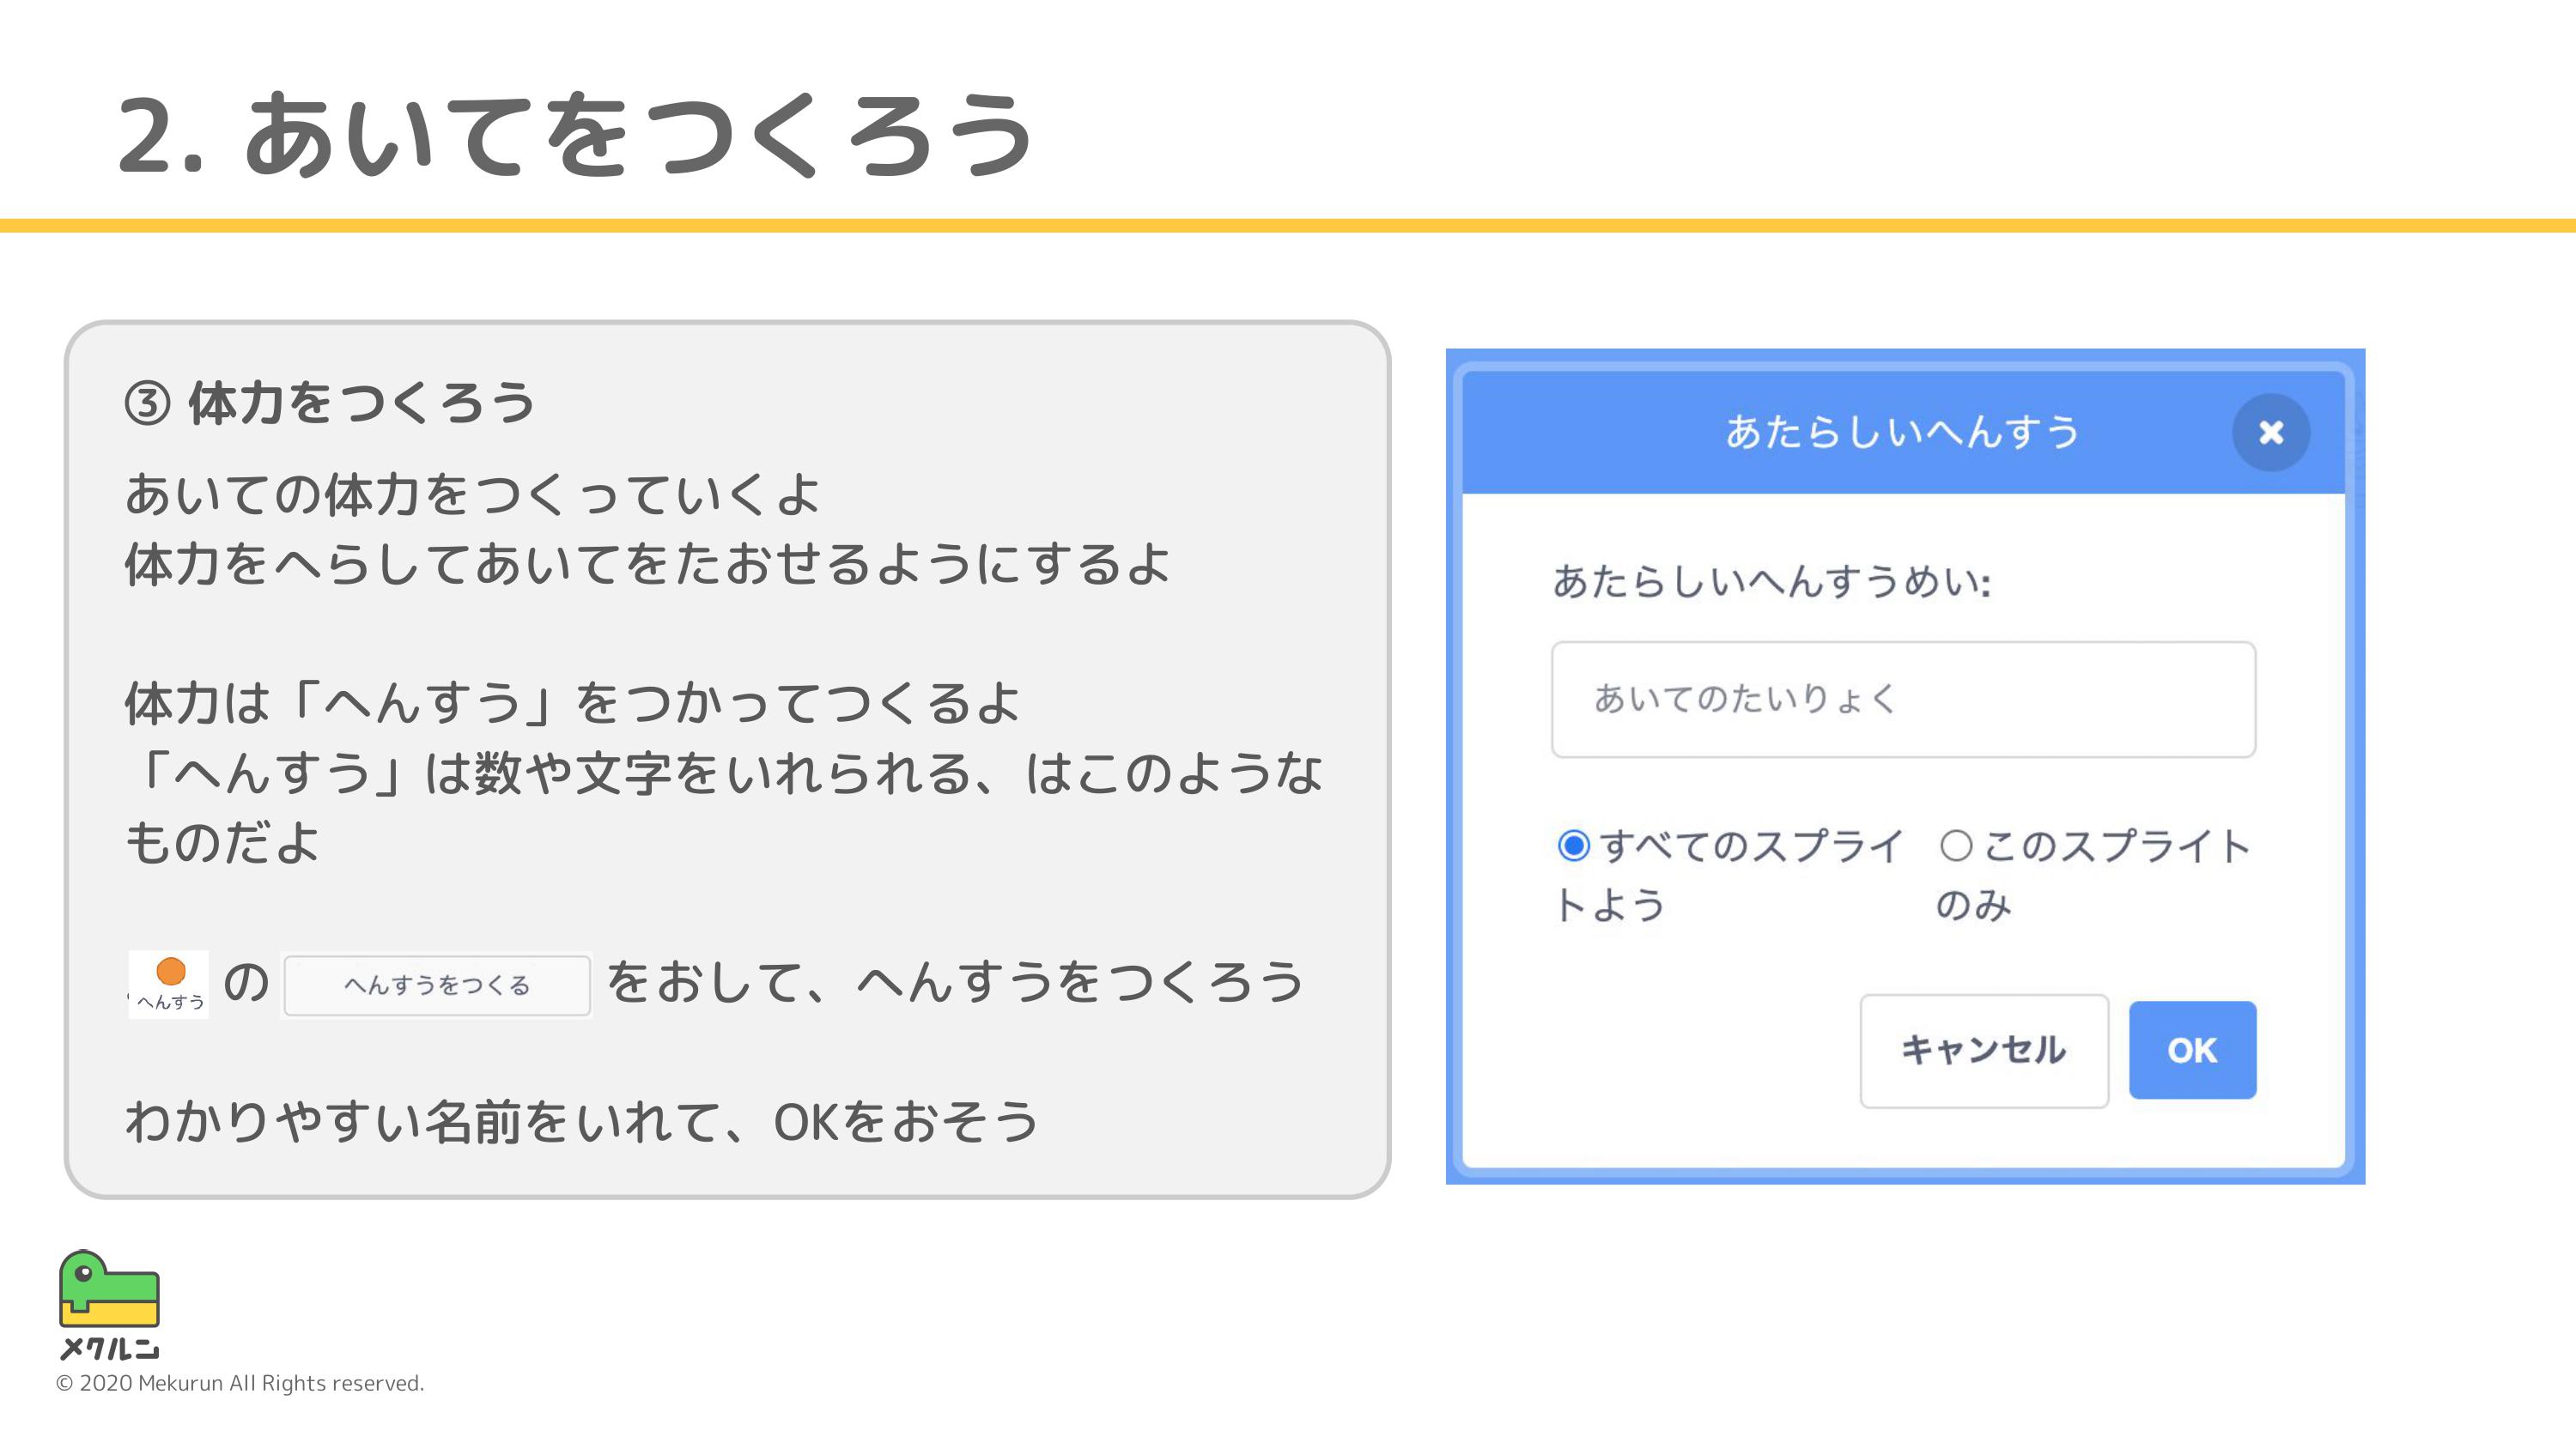 2. あいてをつくろう
③ 体力をつくろう
あいての体力をつくっていくよ
体力をへらしてあいてをたおせるようにするよ
体力は「へんすう」をつかってつくるよ
「へんすう」は数や文字をいれられる、はこのような
ものだよ
へんすう の へんすうをつくる をおして、へんすうをつくろう
わかりやすい名前をいれて、OKをおそう
あたらしいへんすう
あたらしいへんすうめい:
あいてのたいりょく
すべてのスプライ
トよう
このスプライト
のみ
キャンセル OK
メクルン
© 2020 Mekurun All Rights reserved.